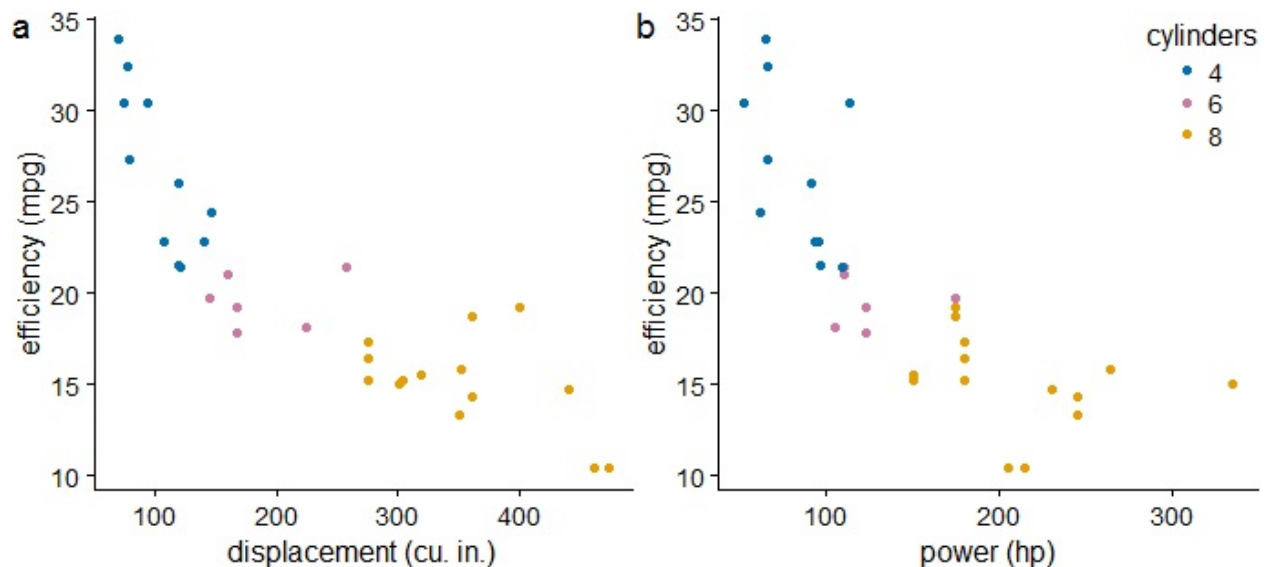 a
35
30
25
20
15
10
efficiency (mpg)
100 200 300 400
displacement (cu. in.)
b
35
30
25
20
15
10
efficiency (mpg)
100 200 300
power (hp)
cylinders
4
6
8